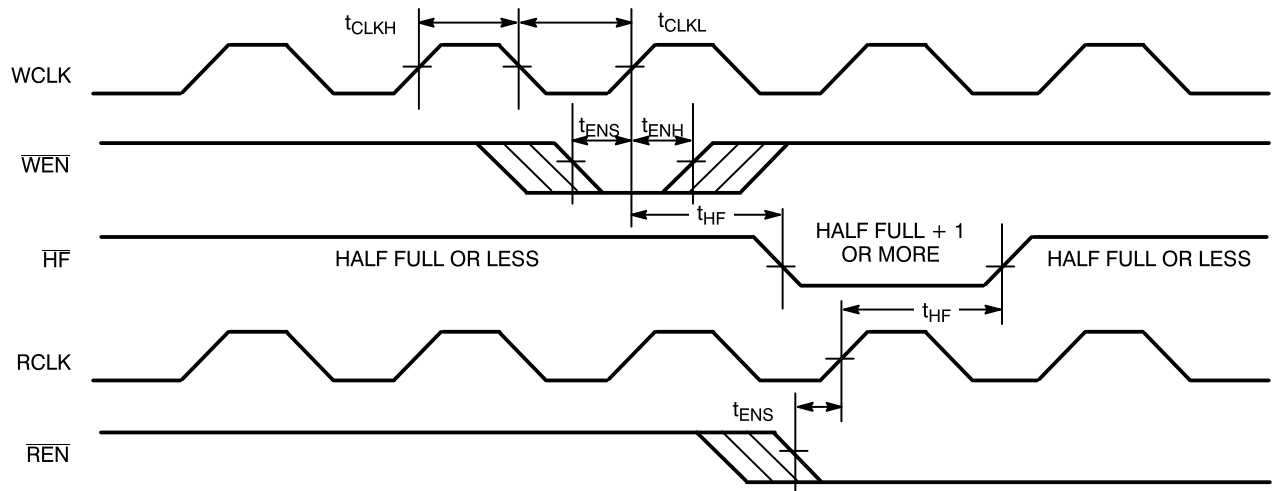 tCLKH
tCLKL
WCLK
tENS
tENH
WEN
tHF
HF
HALF FULL OR LESS
HALF FULL + 1
OR MORE
HALF FULL OR LESS
tHF
RCLK
tENS
REN